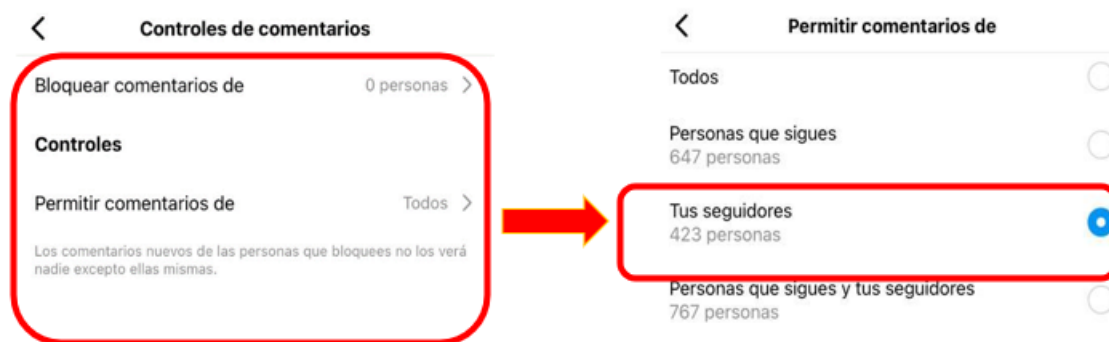 Controles de comentarios
Bloquear comentarios de 0 personas
Controles
Permitir comentarios de Todos
Los comentarios nuevos de las personas que bloquees no los verá
nadie excepto ellas mismas.
Permitir comentarios de
Todos
Personas que sigues
647 personas
Tus seguidores
423 personas
Personas que sigues y tus seguidores
767 personas